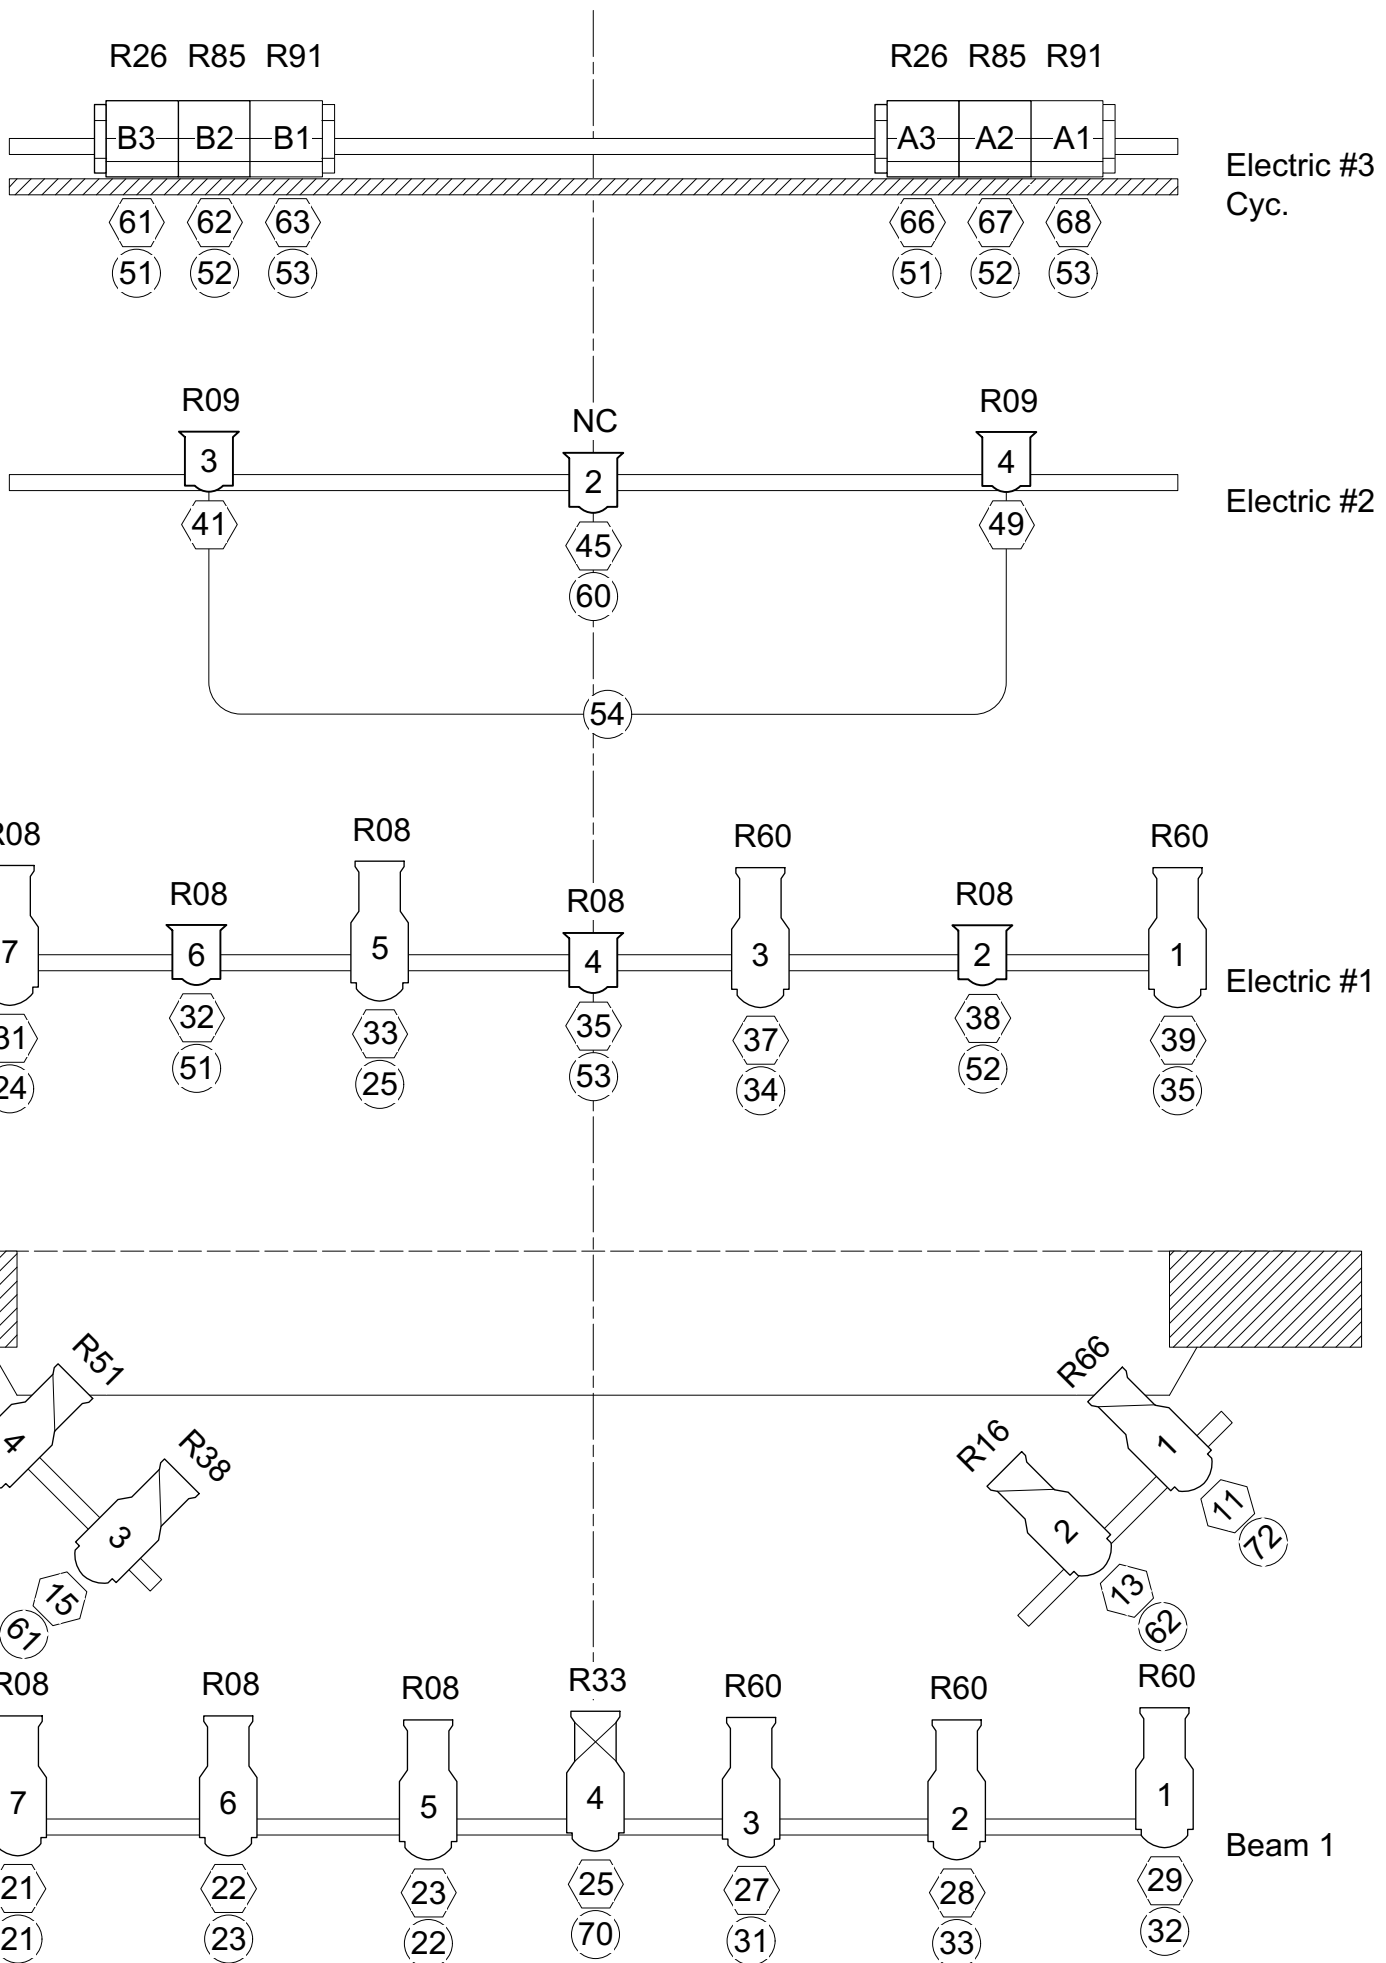 R26 R85 R91 R26 R85 R91
B3 B2 B1 A3 A2 A1
Electric #3
Cyc.
61 62 63 66 67 68
51 52 53 51 52 53
R09 NC R09
3 2 4
Electric #2
41 45 49
60
54
R08 R08 R60 R60
R08 R08 R08
7 6 5 4 3 2 1
Electric #1
31 32 33 35 37 38 39
24 51 25 53 34 52 35
R51 R66
4 1
R38 R16
3 2
11
72
15 13
61 62
R08 R08 R08 R33 R60 R60 R60
7 6 5 4 3 2 1
Beam 1
21 22 23 25 27 28 29
21 23 22 70 31 33 32